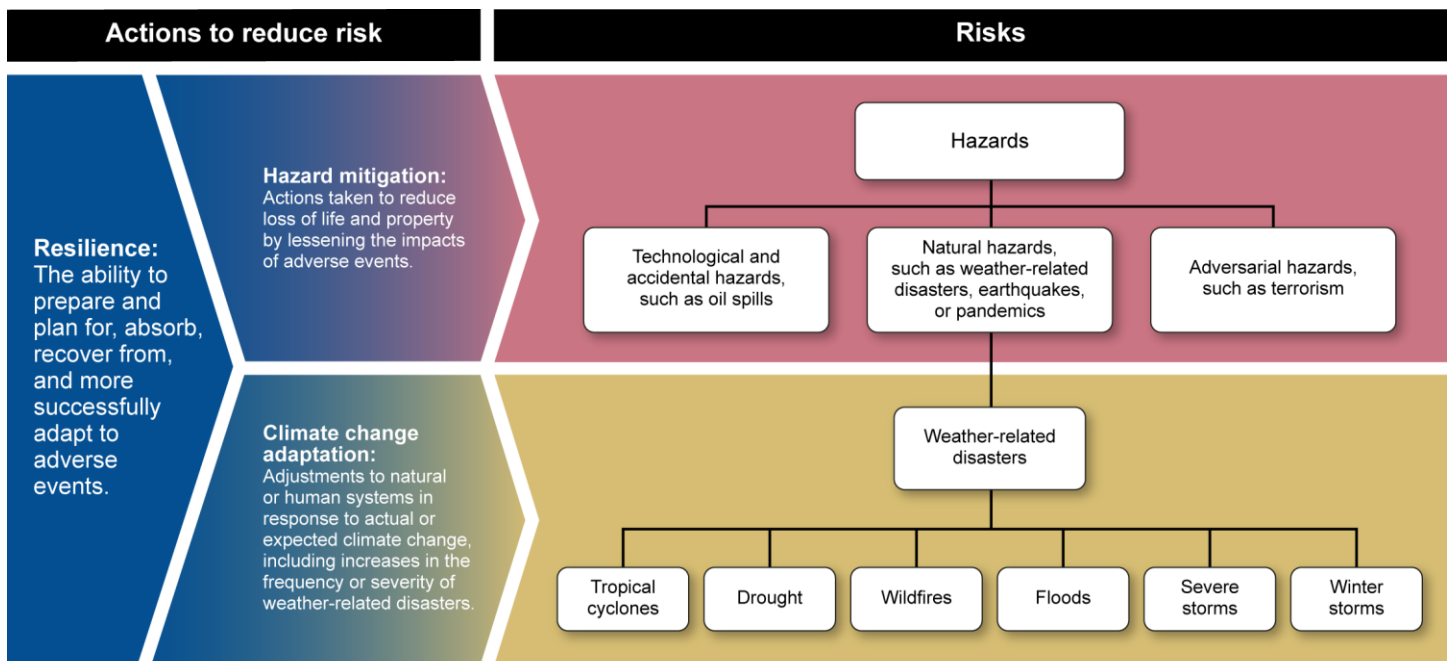 Actions to reduce risk
Risks
Resilience:
The ability to
prepare and
plan for, absorb,
recover from,
and more
successfully
adapt to
adverse
events.
Hazard mitigation:
Actions taken to reduce
loss of life and property
by lessening the impacts
of adverse events.
Climate change
adaptation:
Adjustments to natural
or human systems in
response to actual or
expected climate change,
including increases in the
frequency or severity of
weather-related disasters.
Hazards
Technological and
accidental hazards,
such as oil spills
Natural hazards,
such as weather-related
disasters, earthquakes,
or pandemics
Adversarial hazards,
such as terrorism
Weather-related
disasters
Tropical
cyclones
Drought
Wildfires
Floods
Severe
storms
Winter
storms